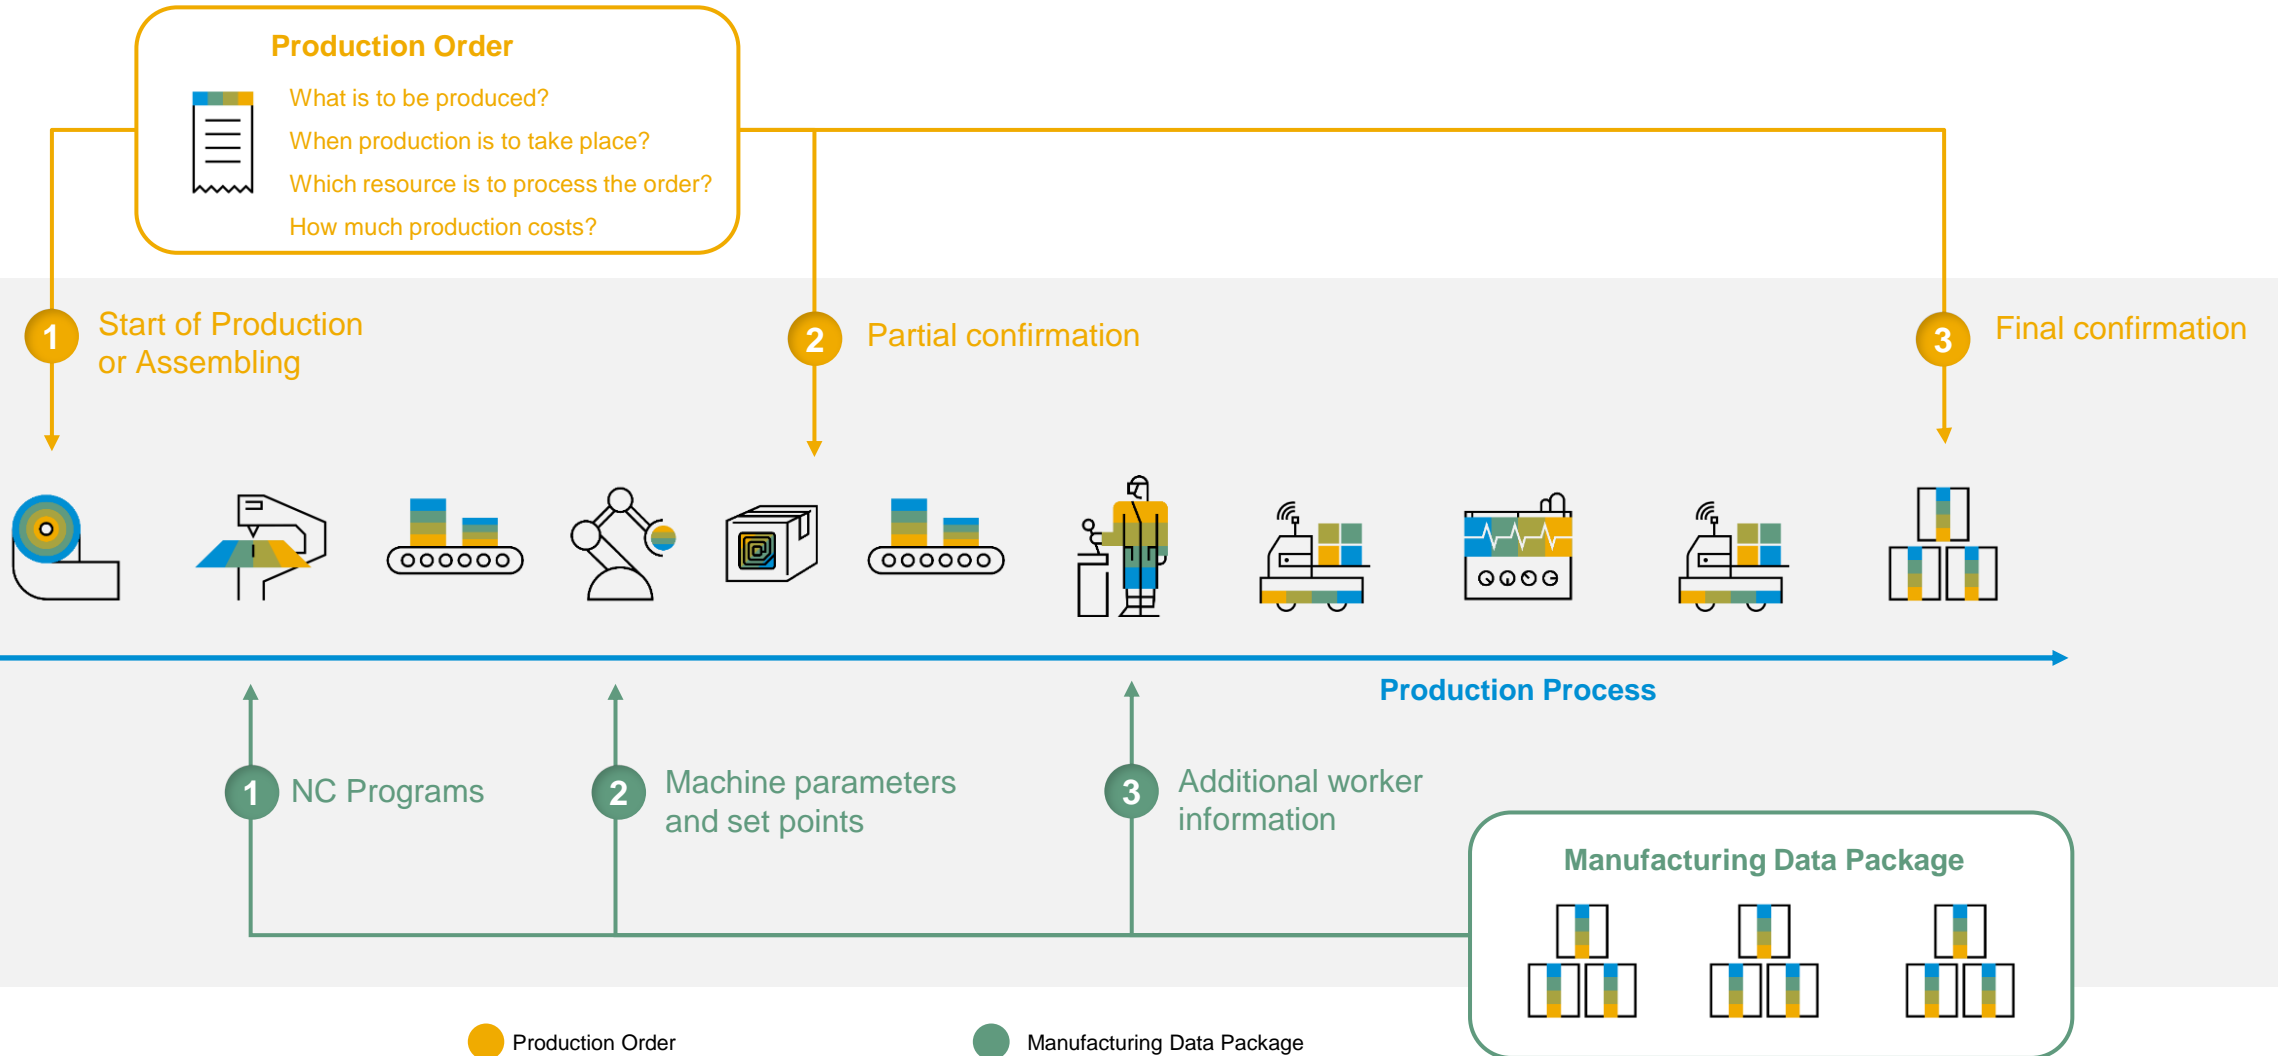 Production Order
What is to be produced?
When production is to take place?
Which resource is to process the order?
How much production costs?
1
Start of Production
or Assembling
2
Partial confirmation
3
Final confirmation
Production Process
1
NC Programs
2
Machine parameters
and set points
3
Additional worker
information
Manufacturing Data Package
Production Order
Manufacturing Data Package